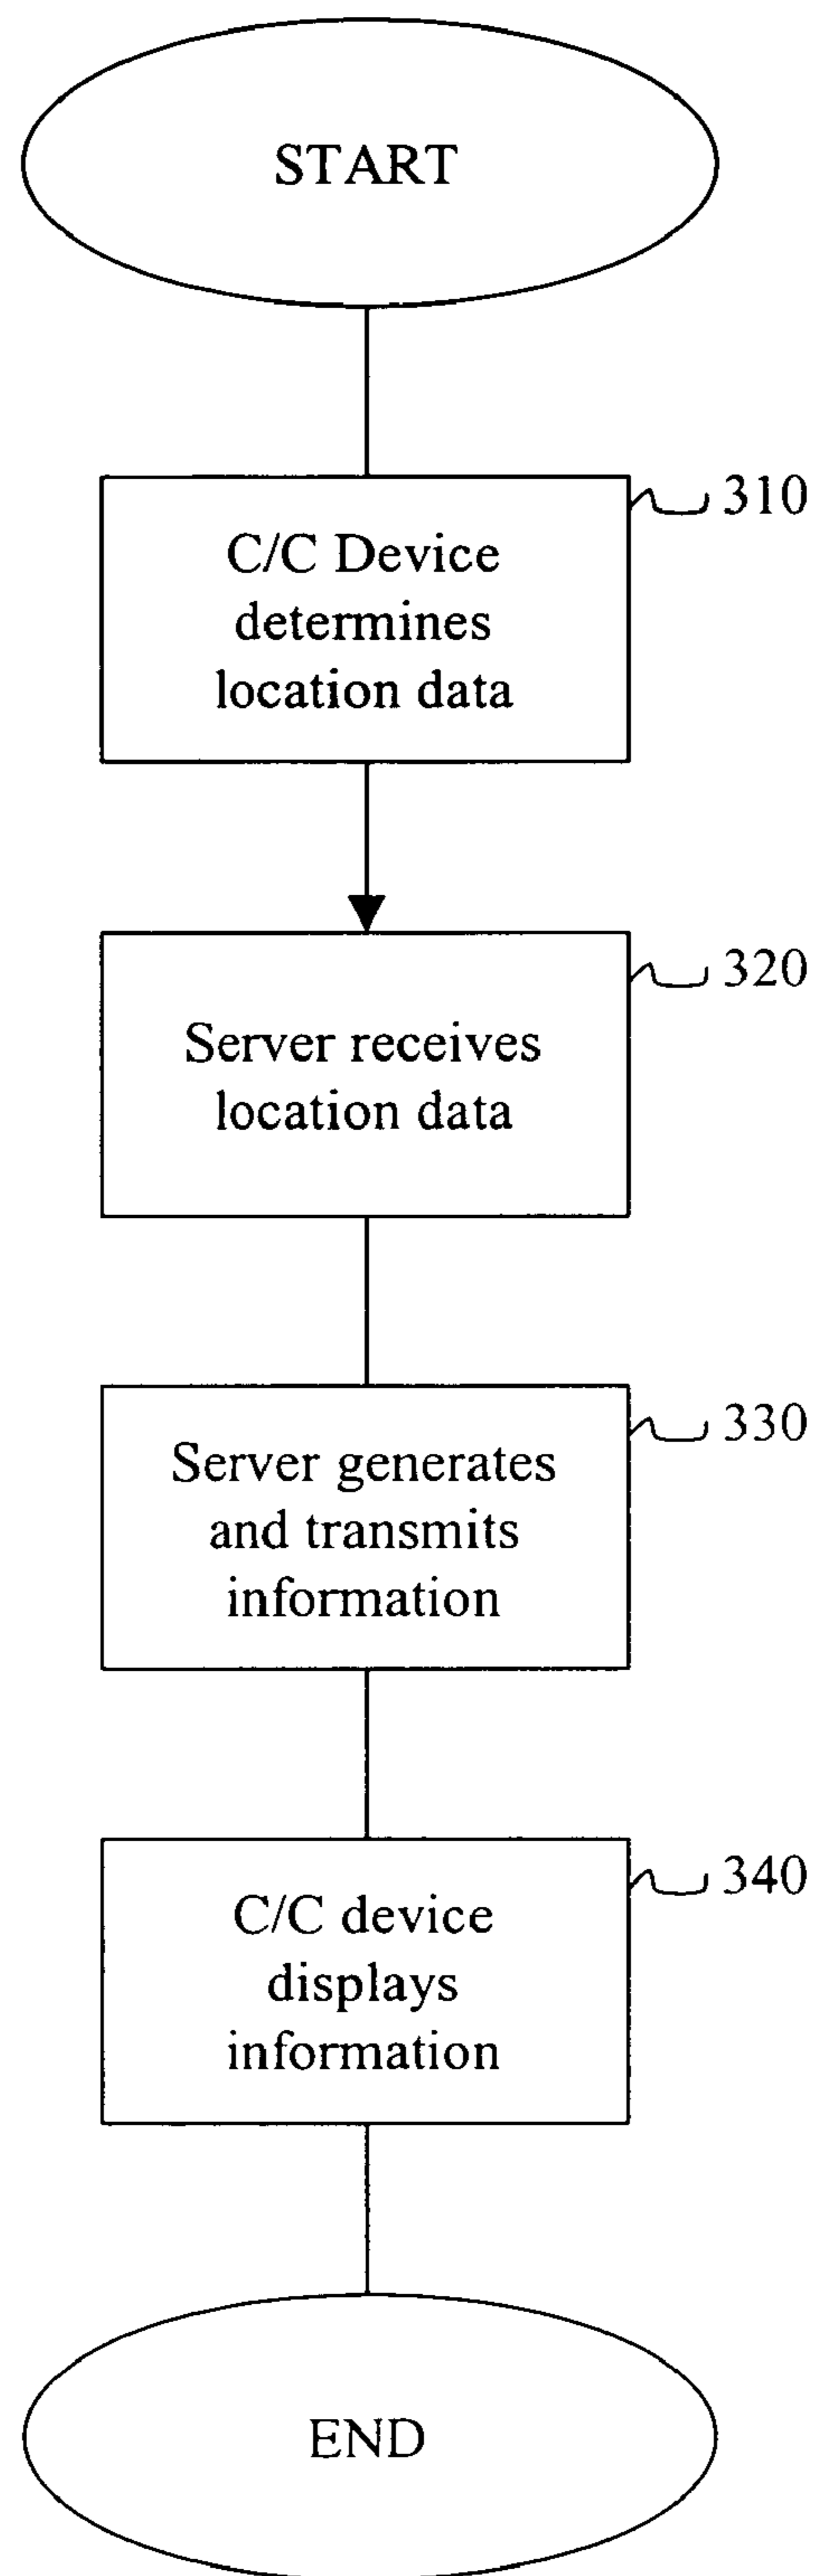 START
310
C/C Device
determines
location data
320
Server receives
location data
330
Server generates
and transmits
information
340
C/C device
displays
information
END